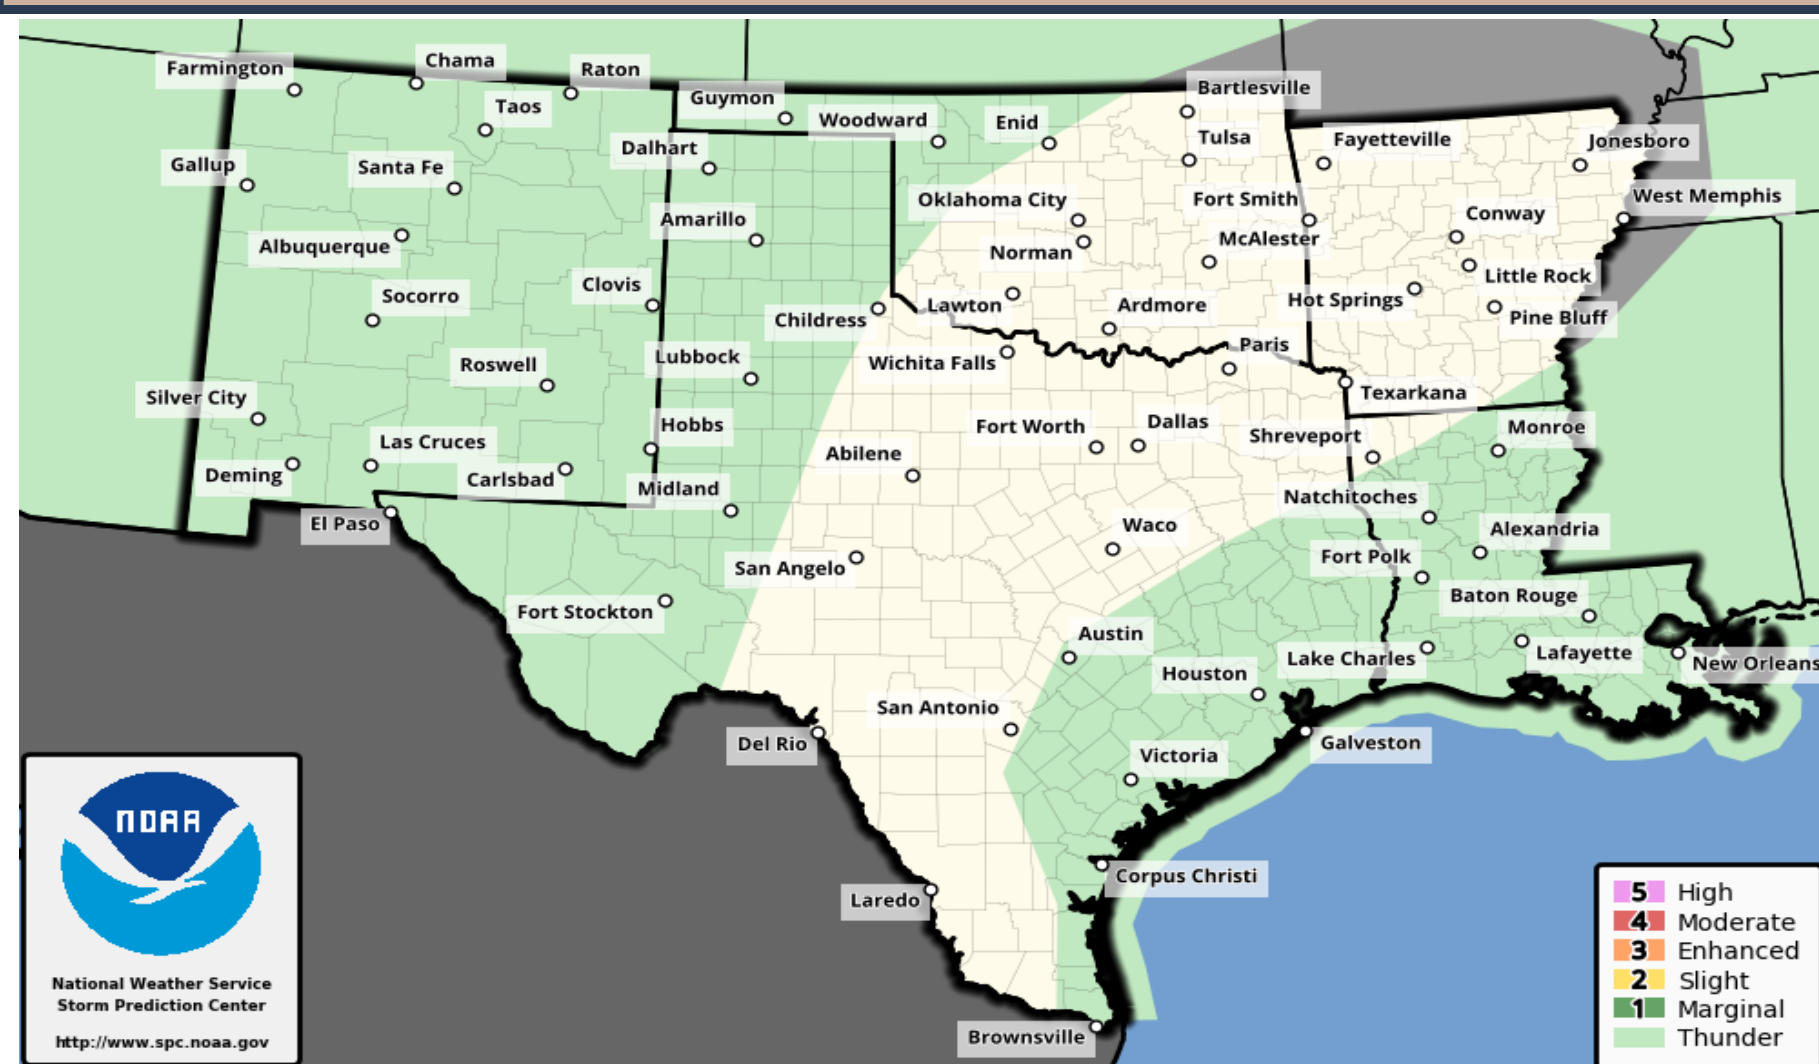 Farmington
Chama
Raton
Taos
Guymon
Woodward
Enid
Bartlesville
Tulsa
Fayetteville
Jonesboro
Gallup
Santa Fe
Dalhart
Oklahoma City
Fort Smith
West Memphis
Albuquerque
Amarillo
Norman
McAlester
Conway
Socorro
Clovis
Childress
Lawton
Ardmore
Hot Springs
Little Rock
Pine Bluff
Roswell
Lubbock
Wichita Falls
Paris
Texarkana
Silver City
Las Cruces
Hobbs
Abilene
Fort Worth
Dallas
Shreveport
Monroe
Deming
Carlsbad
Midland
Natchitoches
El Paso
San Angelo
Waco
Fort Polk
Alexandria
Fort Stockton
Austin
Baton Rouge
Houston
Lake Charles
Lafayette
New Orleans
Del Rio
San Antonio
Victoria
Galveston
Laredo
Corpus Christi
Brownsville
NOAA
National Weather Service
Storm Prediction Center
http://www.spc.noaa.gov
5 High
4 Moderate
3 Enhanced
2 Slight
1 Marginal
Thunder